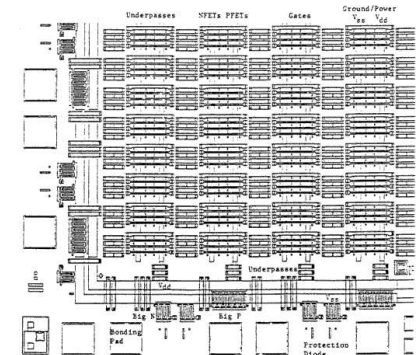 Ground/Power
Underpasses NFETs PFETs Gates Vss Vdd
Underpasses
Vdd Vss
Big N Big P
Bonding
Pad
Protection
Diode